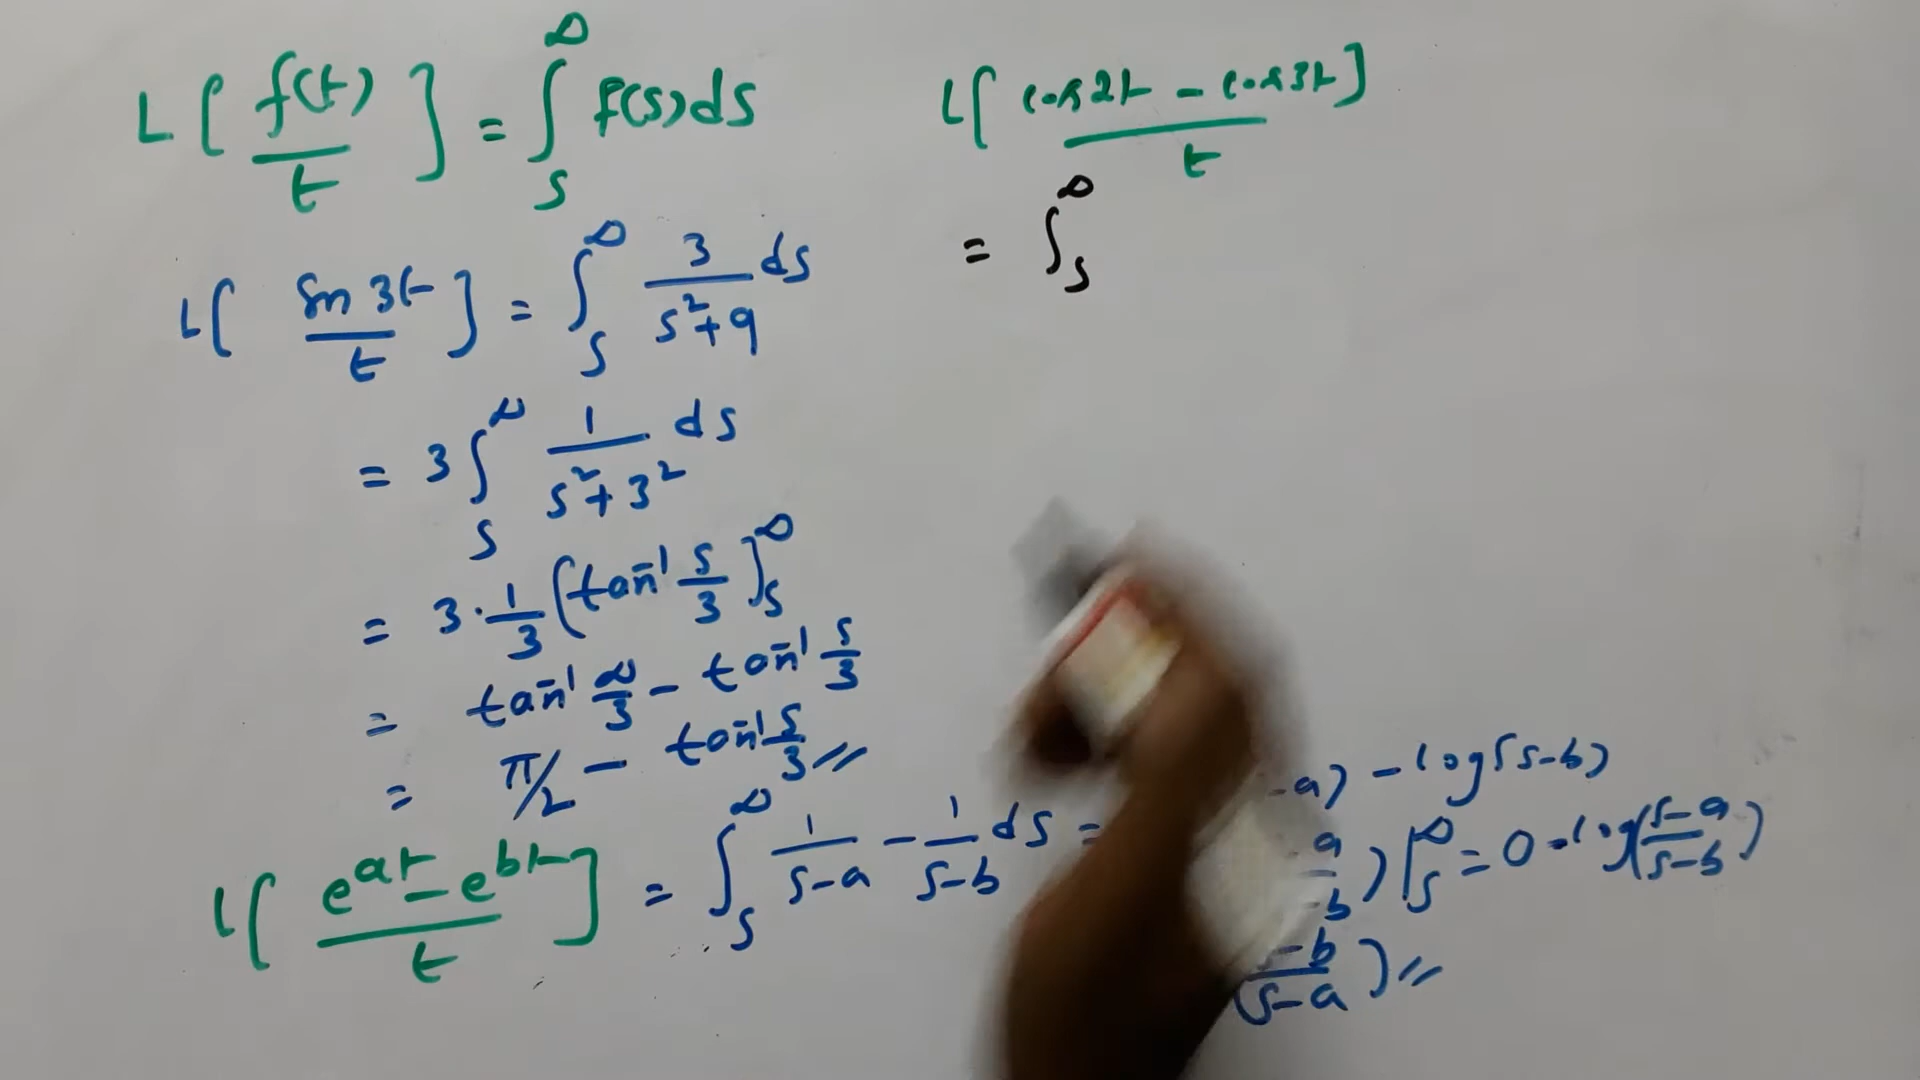 L[f(t)/t] = ∫_s^∞ f(s) ds
L[sin 3t/t] = ∫_s^∞ 3/(s²+9) ds
= 3 ∫_s^∞ 1/(s²+3²) ds
= 3·1/3 (tan⁻¹ s/3]_s^∞
= tan⁻¹ ∞/3 - tan⁻¹ s/3
= π/2 - tan⁻¹ s/3 //
L[(e^at - e^bt)/t] = ∫_s^∞ 1/(s-a) - 1/(s-b) ds =
L[(cos2t - cos3t)/t]
= ∫_s^∞
-a) - log(s-b)
a/-b)|_s^∞ = 0 - log((s-a)/(s-b))
-b/(s-a)) //